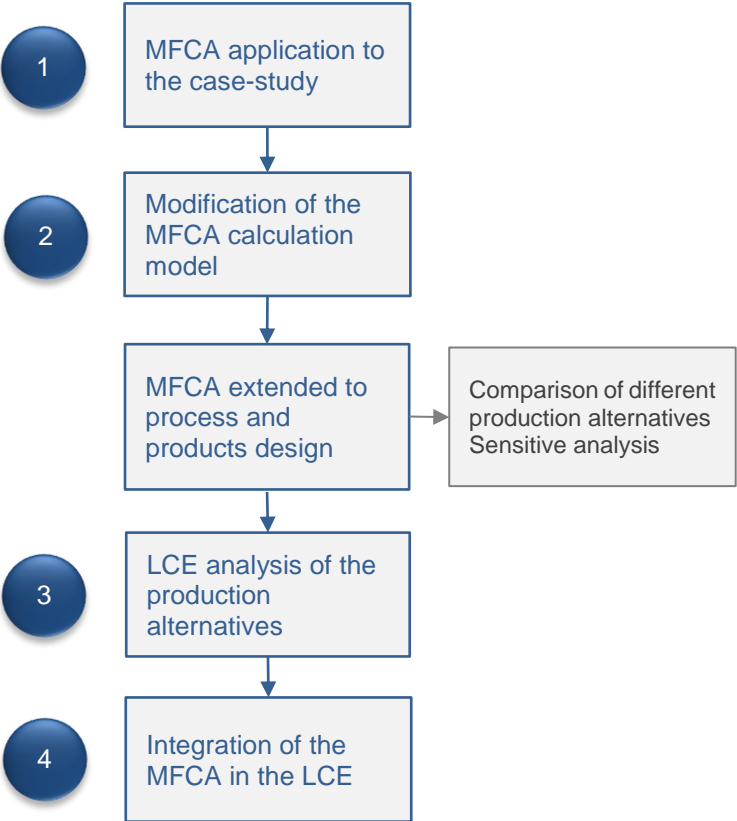 1
MFCA application to
the case-study
2
Modification of the
MFCA calculation
model
MFCA extended to
process and
products design
Comparison of different
production alternatives
Sensitive analysis
3
LCE analysis of the
production
alternatives
4
Integration of the
MFCA in the LCE